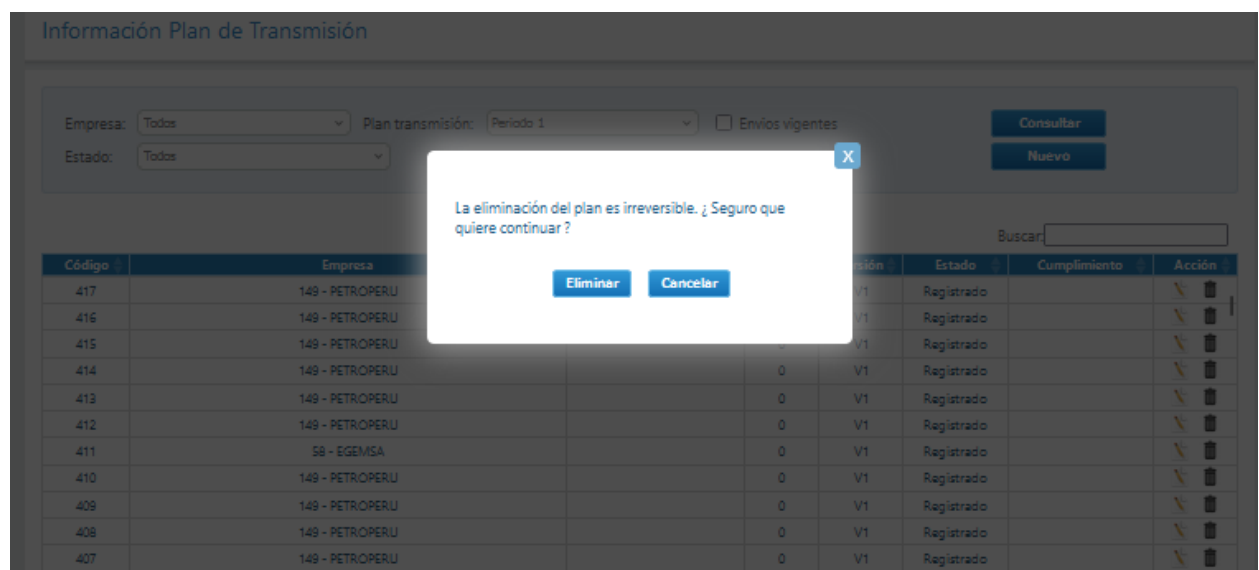 Información Plan de Transmisión
Empresa: Todos Plan transmisión: Periodo 1 Envios vigentes Consultar
Estado: Todos Nuevo
X
La eliminación del plan es irreversible. ¿ Seguro que
quiere continuar ?
Eliminar Cancelar
Buscar:
Código Empresa rsión Estado Cumplimiento Acción
417 149 - PETROPERU V1 Registrado
416 149 - PETROPERU V1 Registrado
415 149 - PETROPERU 0 V1 Registrado
414 149 - PETROPERU 0 V1 Registrado
413 149 - PETROPERU 0 V1 Registrado
412 149 - PETROPERU 0 V1 Registrado
411 58 - EGEMSA 0 V1 Registrado
410 149 - PETROPERU 0 V1 Registrado
409 149 - PETROPERU 0 V1 Registrado
408 149 - PETROPERU 0 V1 Registrado
407 149 - PETROPERU 0 V1 Registrado